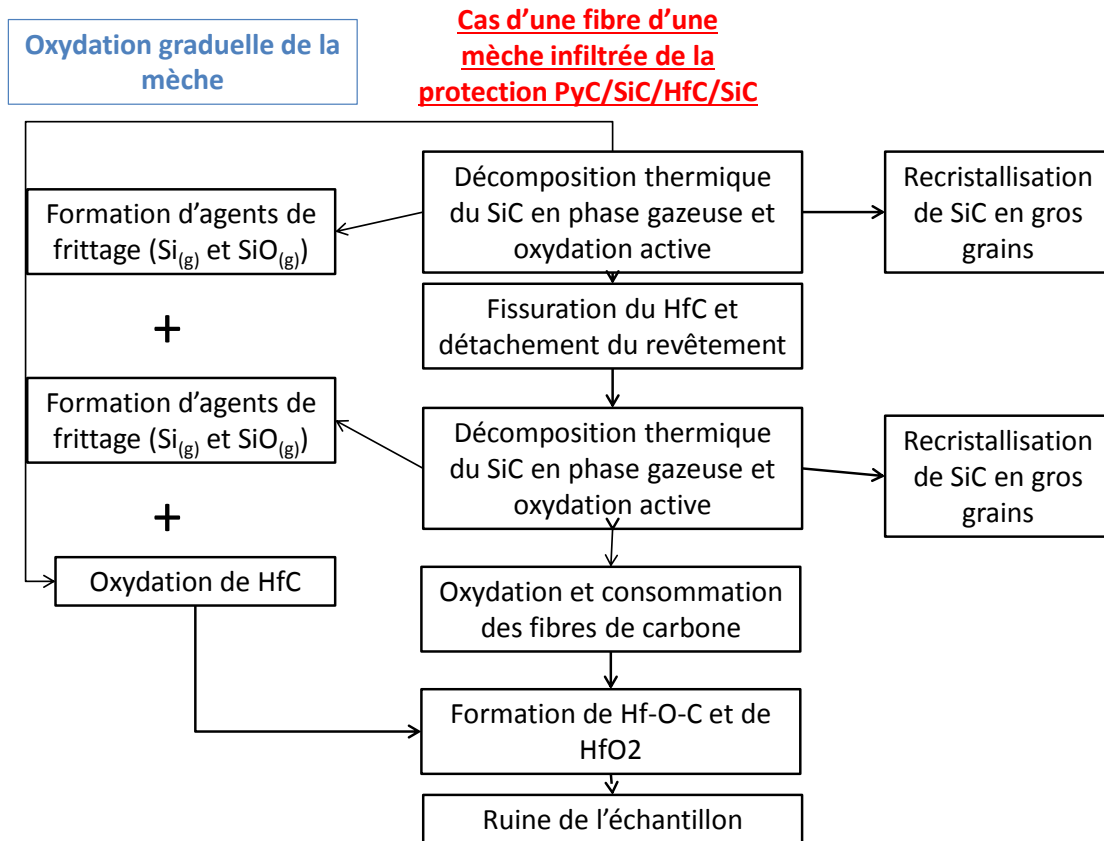 Oxydation graduelle de la
mèche
Cas d'une fibre d'une
mèche infiltrée de la
protection PyC/SiC/HfC/SiC
Décomposition thermique
du SiC en phase gazeuse et
oxydation active
Recristallisation
de SiC en gros
grains
Formation d'agents de
frittage (Si(g) et SiO(g))
+
Fissuration du HfC et
détachement du revêtement
Formation d'agents de
frittage (Si(g) et SiO(g))
+
Décomposition thermique
du SiC en phase gazeuse et
oxydation active
Recristallisation
de SiC en gros
grains
Oxydation de HfC
Oxydation et consommation
des fibres de carbone
Formation de Hf-O-C et de
HfO2
Ruine de l'échantillon